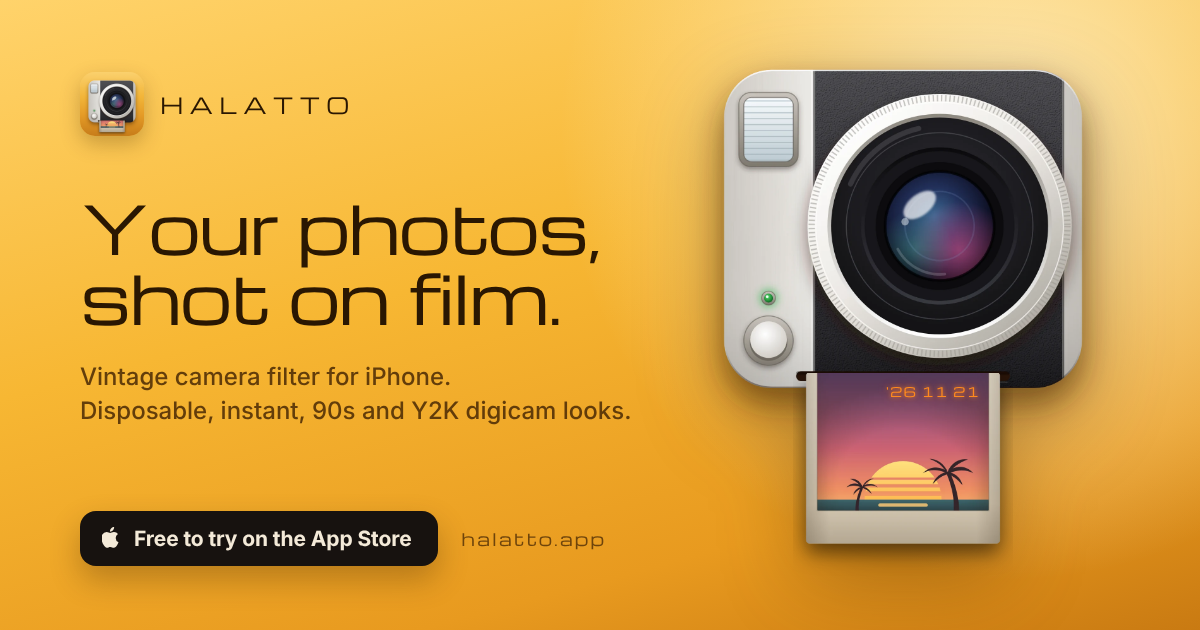 HALATTO
Your photos,
shot on film.
Vintage camera filter for iPhone.
Disposable, instant, 90s and Y2K digicam looks.
Free to try on the App Store
halatto.app
'26 11 21